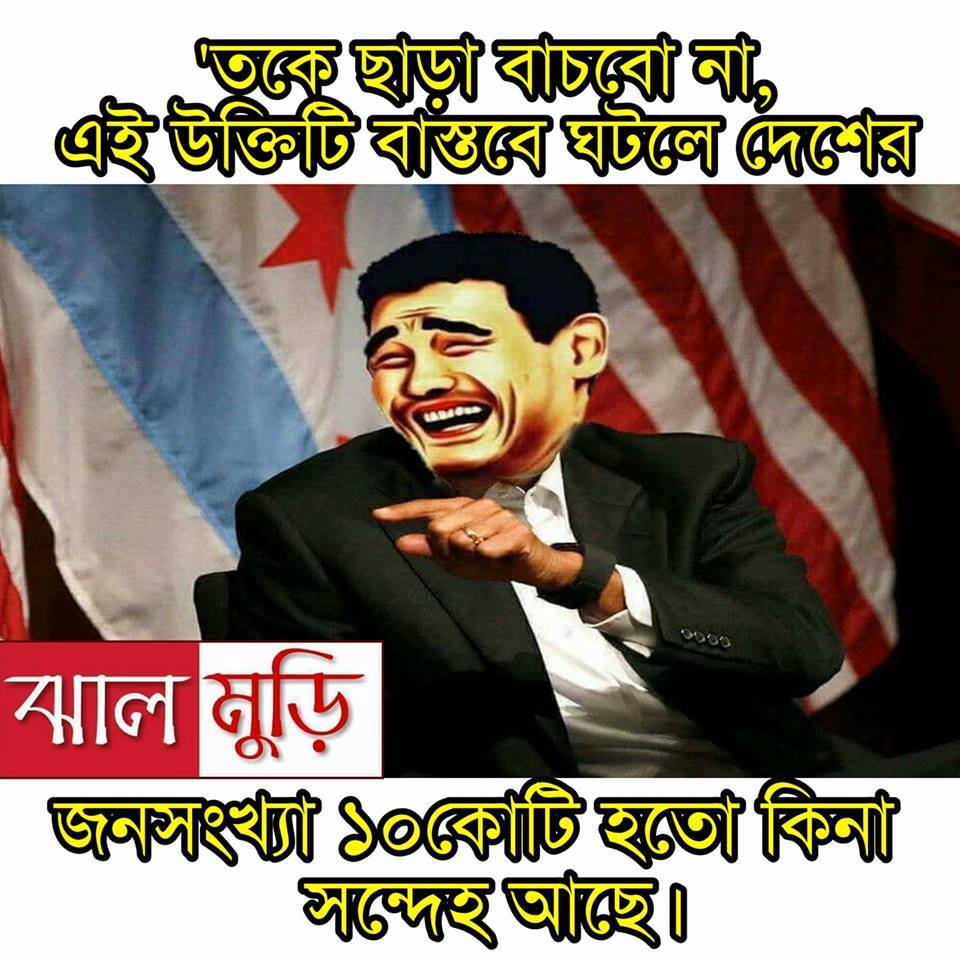 'তকে ছাড়া বাচবো না,
এই উক্তিটি বাস্তবে ঘটলে দেশের
ঝাল মুড়ি
জনসংখ্যা ১০কোটি হতো কিনা
সন্দেহ আছে।